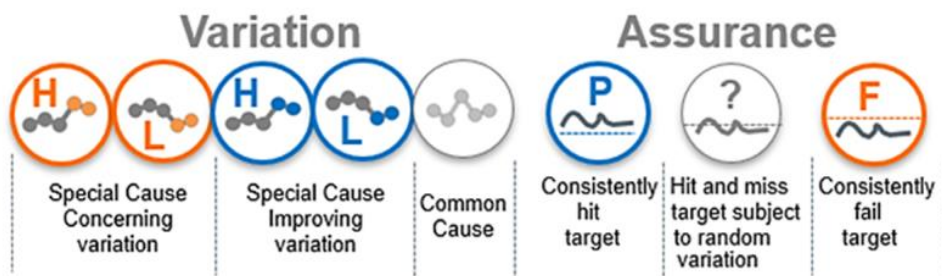 Variation
Assurance
H
L
H
L
P
?
F
Special Cause
Concerning
variation
Special Cause
Improving
variation
Common
Cause
Consistently
hit
target
Hit and miss
target subject
to random
variation
Consistently
fail
target